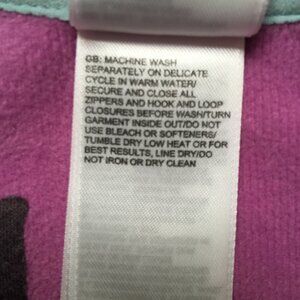 GB: MACHINE WASH
SEPARATELY ON DELICATE
CYCLE IN WARM WATER/
SECURE AND CLOSE ALL
ZIPPERS AND HOOK AND LOOP
CLOSURES BEFORE WASH/TURN
GARMENT INSIDE OUT/DO NOT
USE BLEACH OR SOFTENERS/
TUMBLE DRY LOW HEAT OR FOR
BEST RESULTS, LINE DRY/DO
NOT IRON OR DRY CLEAN